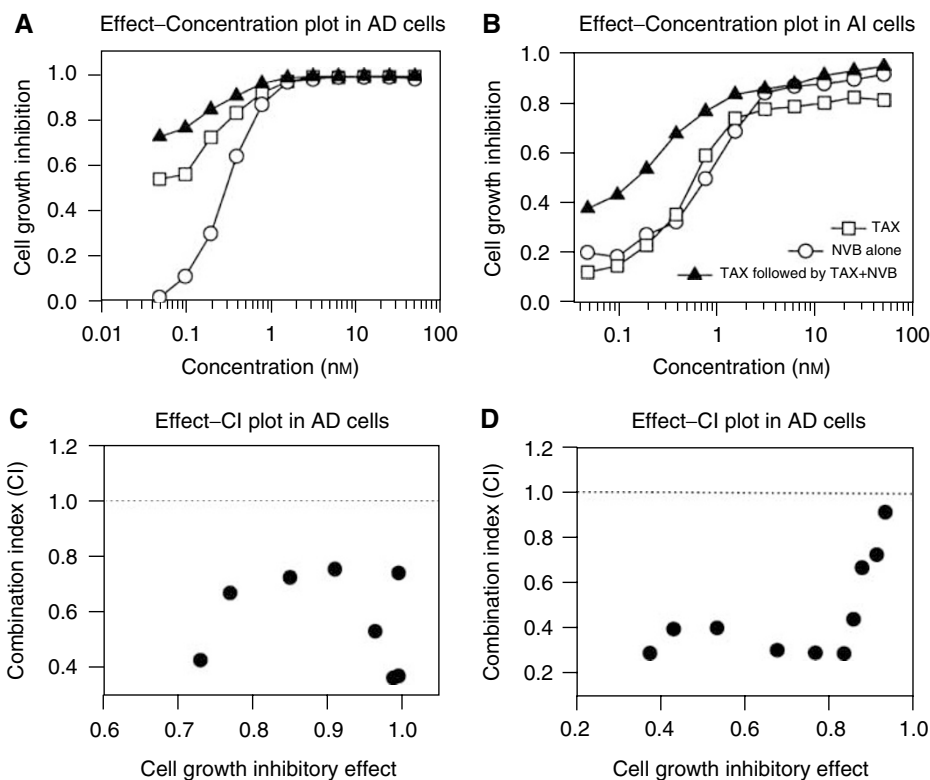 A
Effect–Concentration plot in AD cells
Cell growth inhibition
1.0
0.8
0.6
0.4
0.2
0.0
0.01
0.1
1
10
100
Concentration (nM)
B
Effect–Concentration plot in AI cells
Cell growth inhibition
1.0
0.8
0.6
0.4
0.2
0.0
TAX
NVB alone
TAX followed by TAX+NVB
0.1
1
10
100
Concentration (nM)
C
Effect–CI plot in AD cells
Combination index (CI)
1.2
1.0
0.8
0.6
0.4
0.6
0.7
0.8
0.9
1.0
Cell growth inhibitory effect
D
Effect–CI plot in AD cells
Combination index (CI)
1.2
1.0
0.8
0.6
0.4
0.2
0.2
0.4
0.6
0.8
1.0
Cell growth inhibitory effect